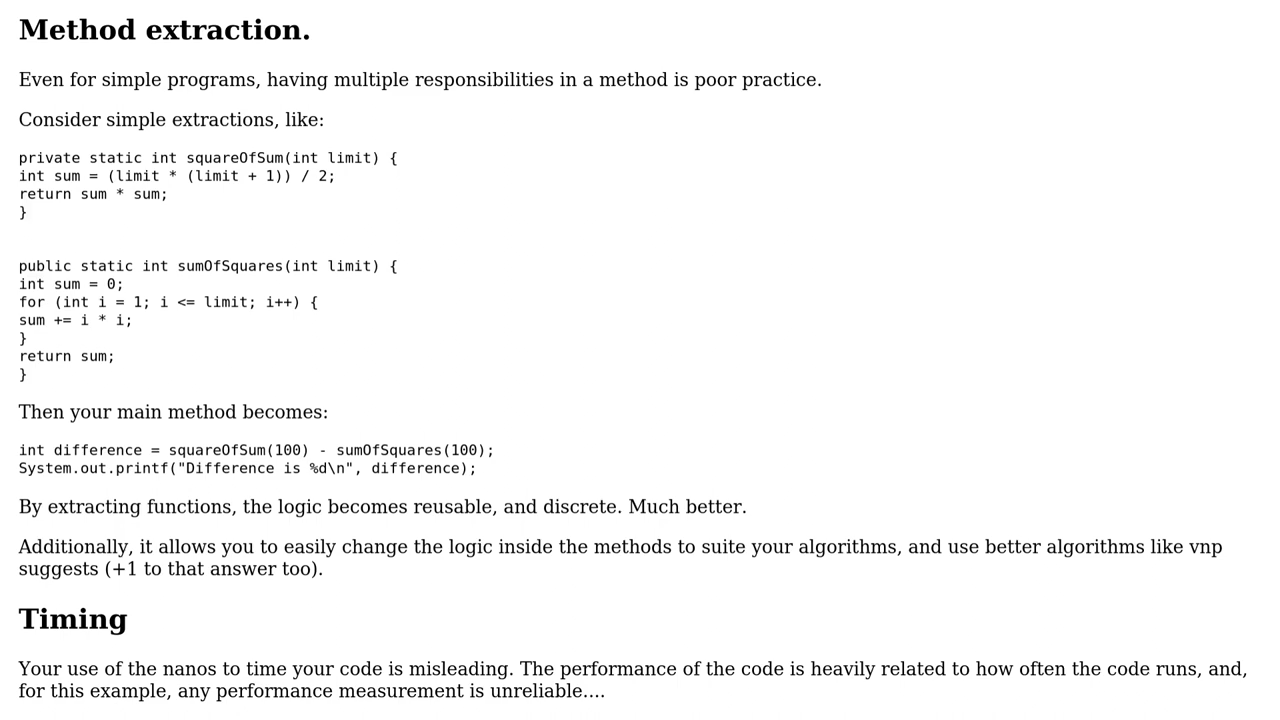 Method extraction.
Even for simple programs, having multiple responsibilities in a method is poor practice.
Consider simple extractions, like:
private static int squareOfSum(int limit) {
int sum = (limit * (limit + 1)) / 2;
return sum * sum;
}
public static int sumOfSquares(int limit) {
int sum = 0;
for (int i = 1; i <= limit; i++) {
sum += i * i;
}
return sum;
}
Then your main method becomes:
int difference = squareOfSum(100) - sumOfSquares(100);
System.out.printf("Difference is %d\n", difference);
By extracting functions, the logic becomes reusable, and discrete. Much better.
Additionally, it allows you to easily change the logic inside the methods to suite your algorithms, and use better algorithms like vnp
suggests (+1 to that answer too).
Timing
Your use of the nanos to time your code is misleading. The performance of the code is heavily related to how often the code runs, and,
for this example, any performance measurement is unreliable....